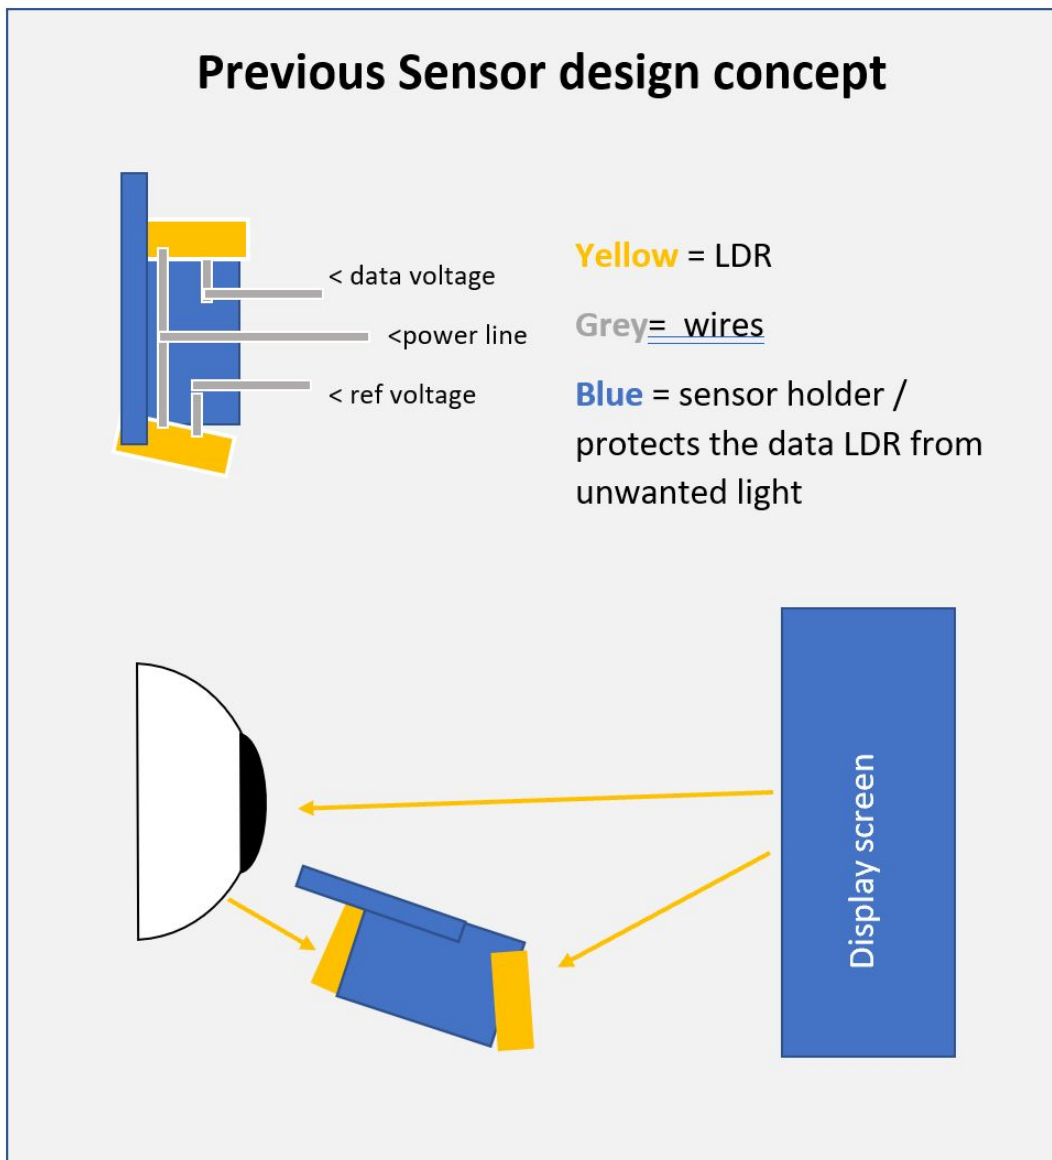 Previous Sensor design concept
< data voltage
<power line
< ref voltage
Yellow = LDR
Grey=  wires
Blue = sensor holder /
protects the data LDR from
unwanted light
Display screen